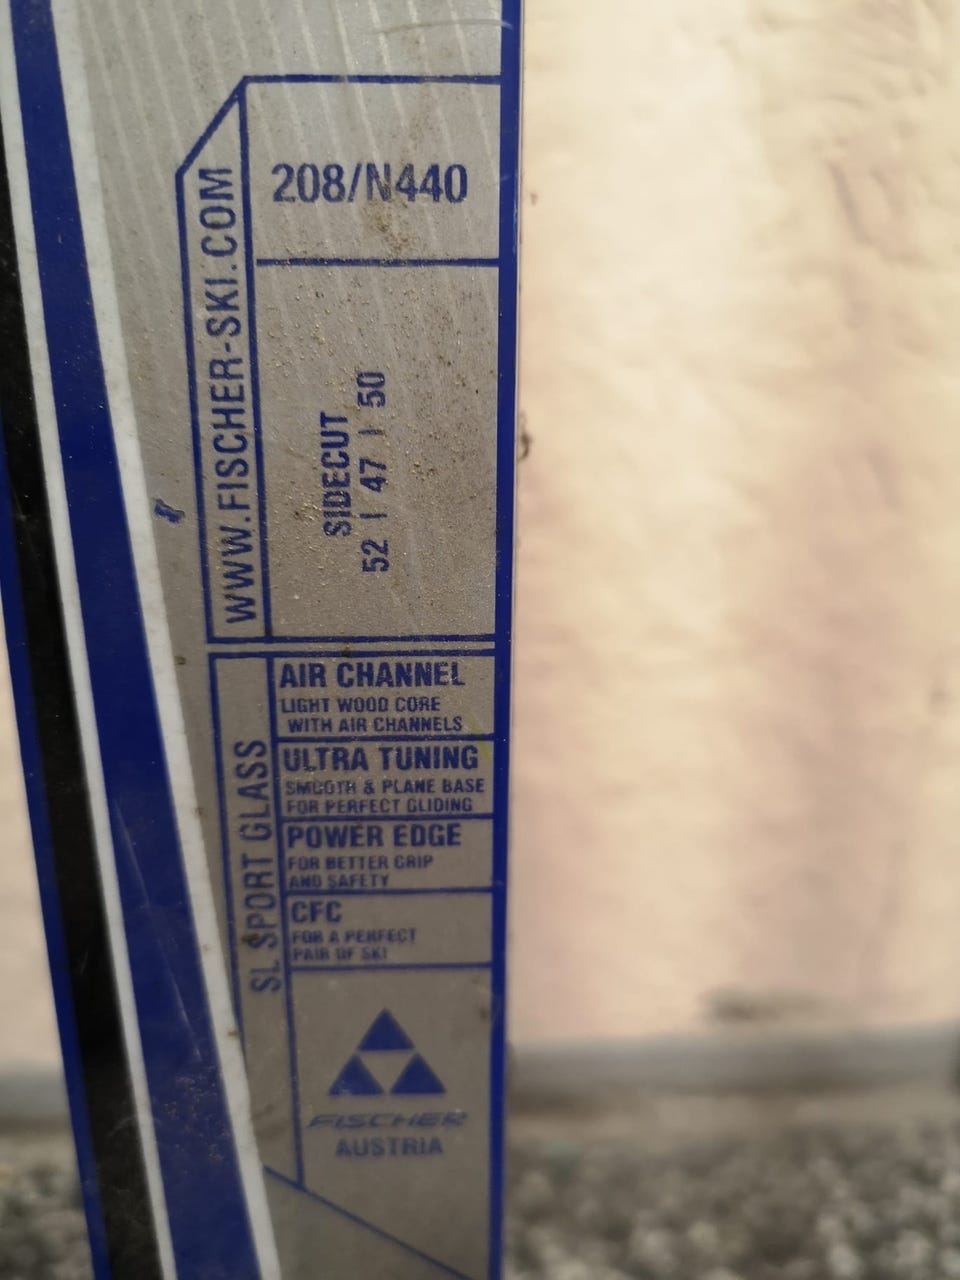 208/N440
WWW.FISCHER-SKI.COM
SIDECUT
52 | 47 | 50
SL SPORT GLASS
AIR CHANNEL
LIGHT WOOD CORE
WITH AIR CHANNELS
ULTRA TUNING
SMOOTH & PLANE BASE
FOR PERFECT GLIDING
POWER EDGE
FOR BETTER GRIP
AND SAFETY
CFC
FOR A PERFECT
PAIR OF SKI
FISCHER
AUSTRIA